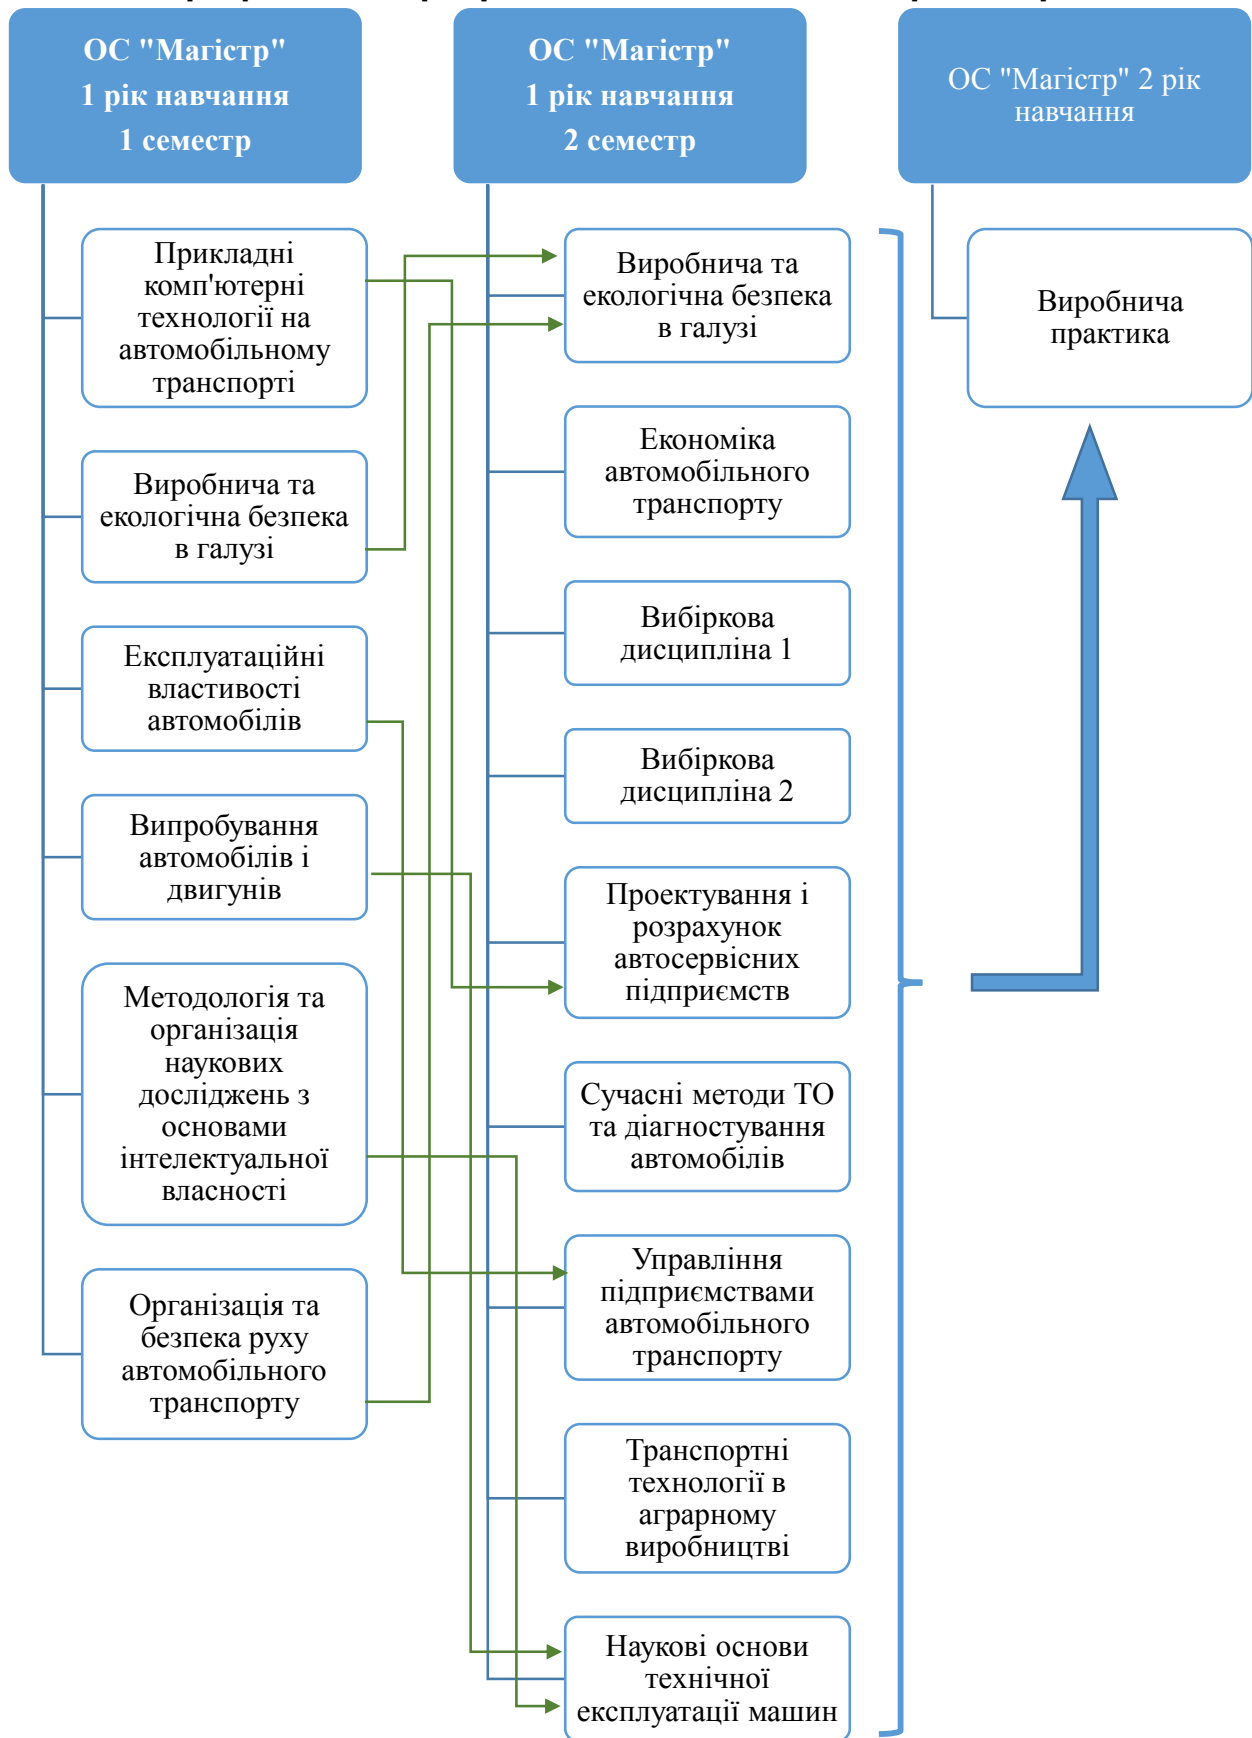 ОС "Магістр"
1 рік навчання
1 семестр
Прикладні
комп'ютерні
технології на
автомобільному
транспорті
Виробнича та
екологічна безпека
в галузі
Експлуатаційні
властивості
автомобілів
Випробування
автомобілів і
двигунів
Методологія та
організація
наукових
досліджень з
основами
інтелектуальної
власності
Організація та
безпека руху
автомобільного
транспорту
ОС "Магістр"
1 рік навчання
2 семестр
Виробнича та
екологічна безпека
в галузі
Економіка
автомобільного
транспорту
Вибіркова
дисципліна 1
Вибіркова
дисципліна 2
Проектування і
розрахунок
автосервісних
підприємств
Сучасні методи ТО
та діагностування
автомобілів
Управління
підприємствами
автомобільного
транспорту
Транспортні
технології в
аграрному
виробництві
Наукові основи
технічної
експлуатації машин
ОС "Магістр" 2 рік
навчання
Виробнича
практика